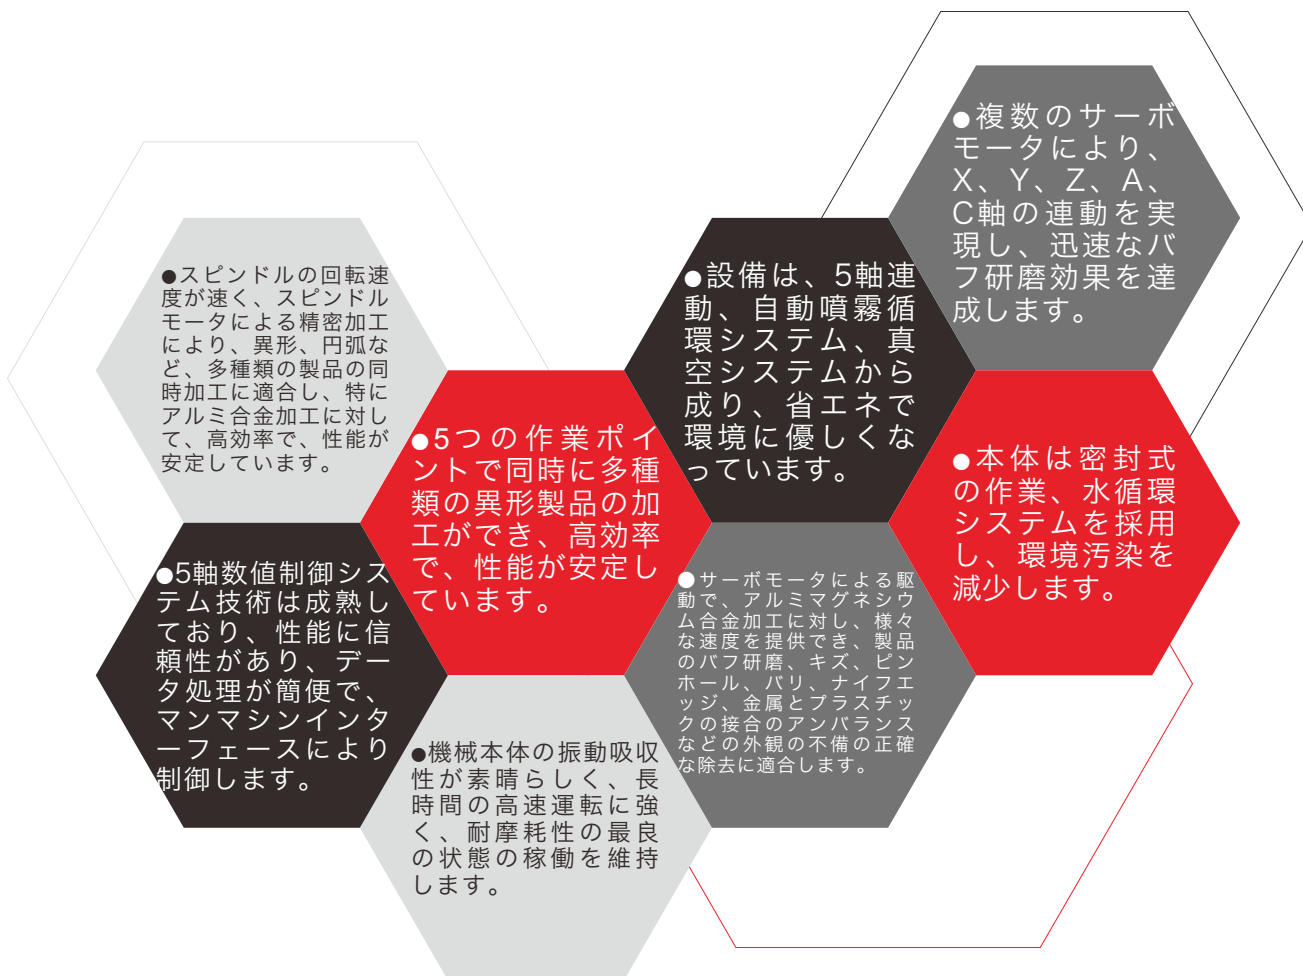 ●スピンドルの回転速
度が速く、スピンドル
モータによる精密加工
により、異形、円弧な
ど、多種類の製品の同
時加工に適合し、特に
アルミ合金加工に対し
て、高効率で、性能が
安定しています。
●5軸数値制御シス
テム技術は成熟し
ており、性能に信
頼性があり、デー
タ処理が簡便で、
マンマシンインタ
ーフェースにより
制御します。
●5つの作業ポイ
ントで同時に多種
類の異形製品の加
工ができ、高効率
で、性能が安定し
ています。
●機械本体の振動吸収
性が素晴らしく、長
時間の高速運転に強
く、耐摩耗性の最良
の状態の稼働を維持
します。
●設備は、5軸連
動、自動噴霧循
環システム、真
空システムから
成り、省エネで
環境に優しくな
っています。
●サーボモータによる駆
動で、アルミマグネシウ
ム合金加工に対し、様々
な速度を提供でき、製品
のバフ研磨、キズ、ピン
ホール、バリ、ナイフエ
ッジ、金属とプラスチッ
クの接合のアンバランス
などの外観の不備の正確
な除去に適合します。
●複数のサーボ
モータにより、
X、Y、Z、A、
C軸の連動を実
現し、迅速なバ
フ研磨効果を達
成します。
●本体は密封式
の作業、水循環
システムを採用
し、環境汚染を
減少します。